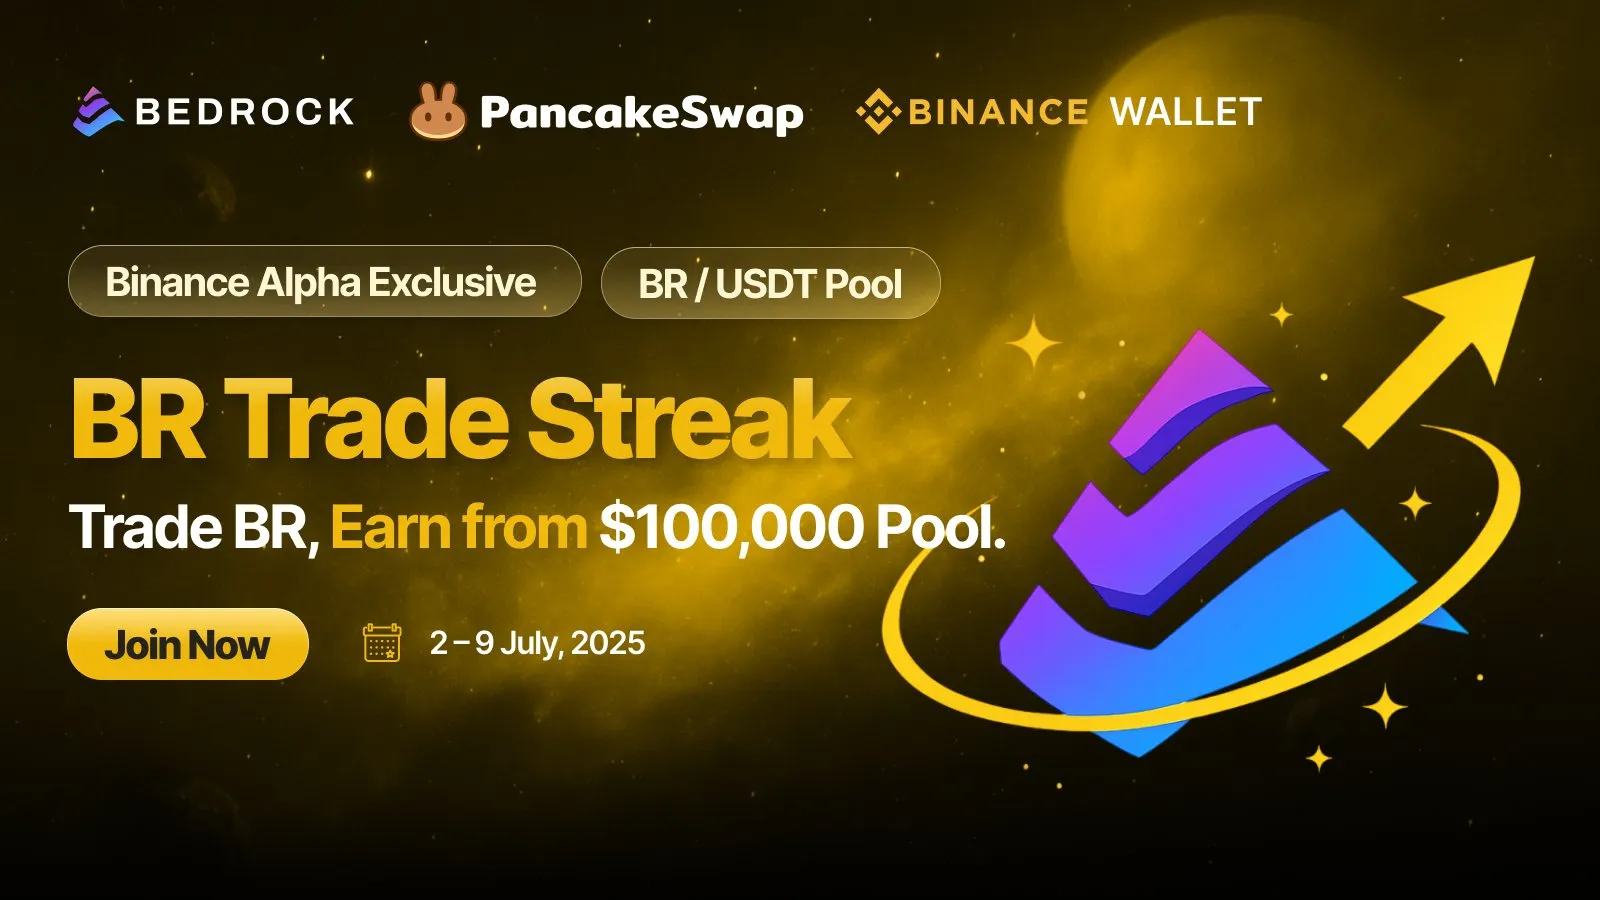 BEDROCK PancakeSwap BINANCE WALLET
Binance Alpha Exclusive BR / USDT Pool
BR Trade Streak
Trade BR, Earn from $100,000 Pool.
Join Now 2 – 9 July, 2025